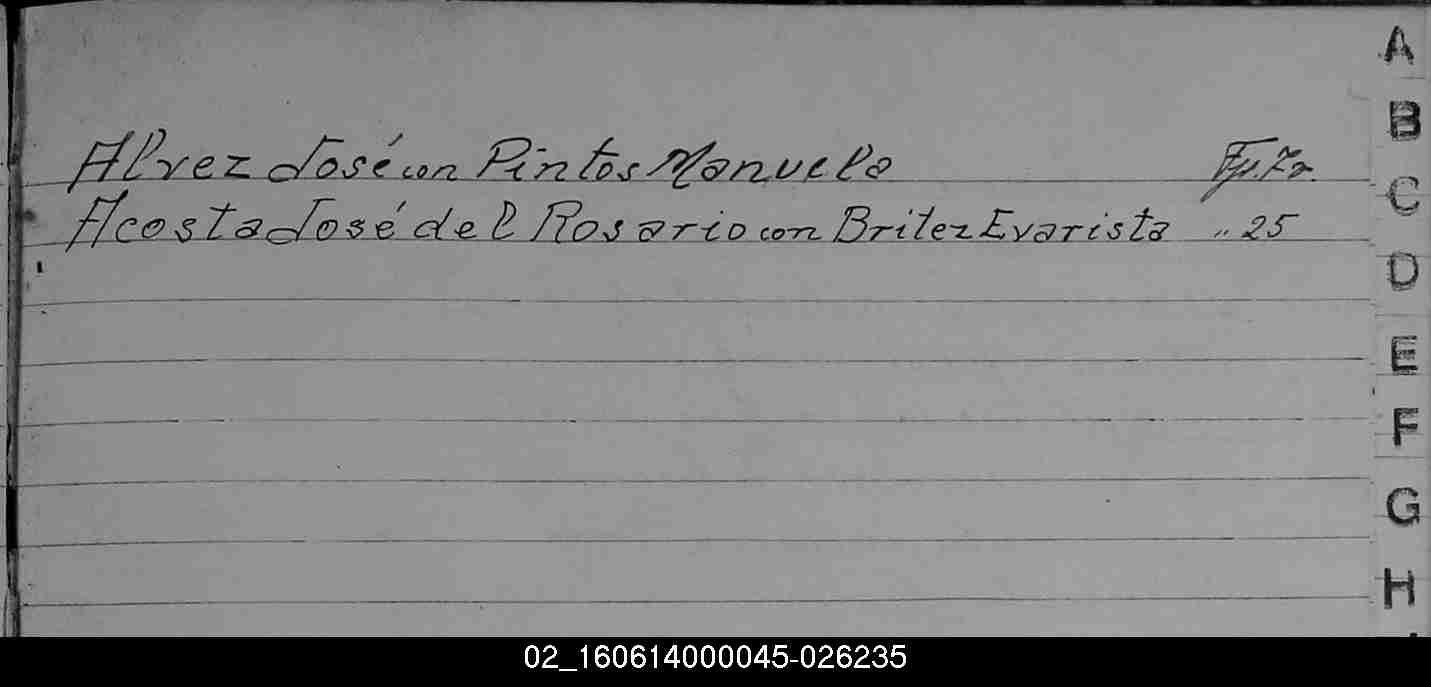 Alvez José con Pintos Manuela
Acosta José del Rosario con Britez Evarista " 25
A
B
C
D
E
F
G
H
02_160614000045-026235